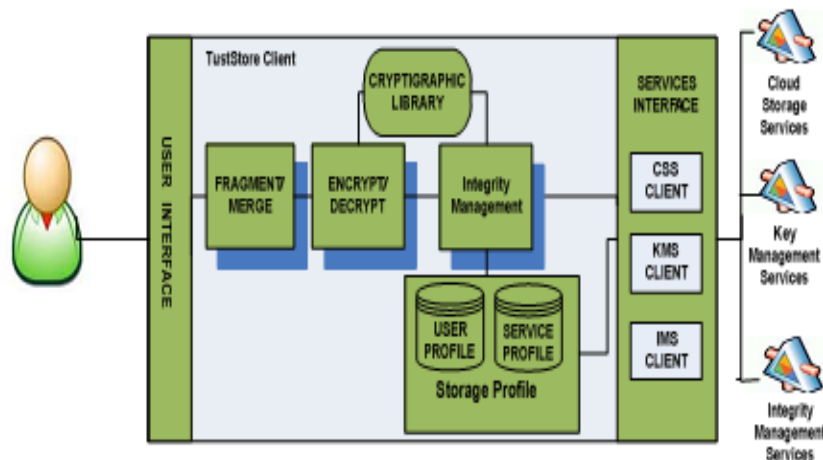 TustStore Client
USER INTERFACE
CRYPTIGRAPHIC
LIBRARY
FRAGMENT/
MERGE
ENCRYPT/
DECRYPT
Integrity
Management
USER
PROFILE
SERVICE
PROFILE
Storage Profile
SERVICES
INTERFACE
CSS
CLIENT
KMS
CLIENT
IMS
CLIENT
Cloud
Storage
Services
Key
Management
Services
Integrity
Management
Services